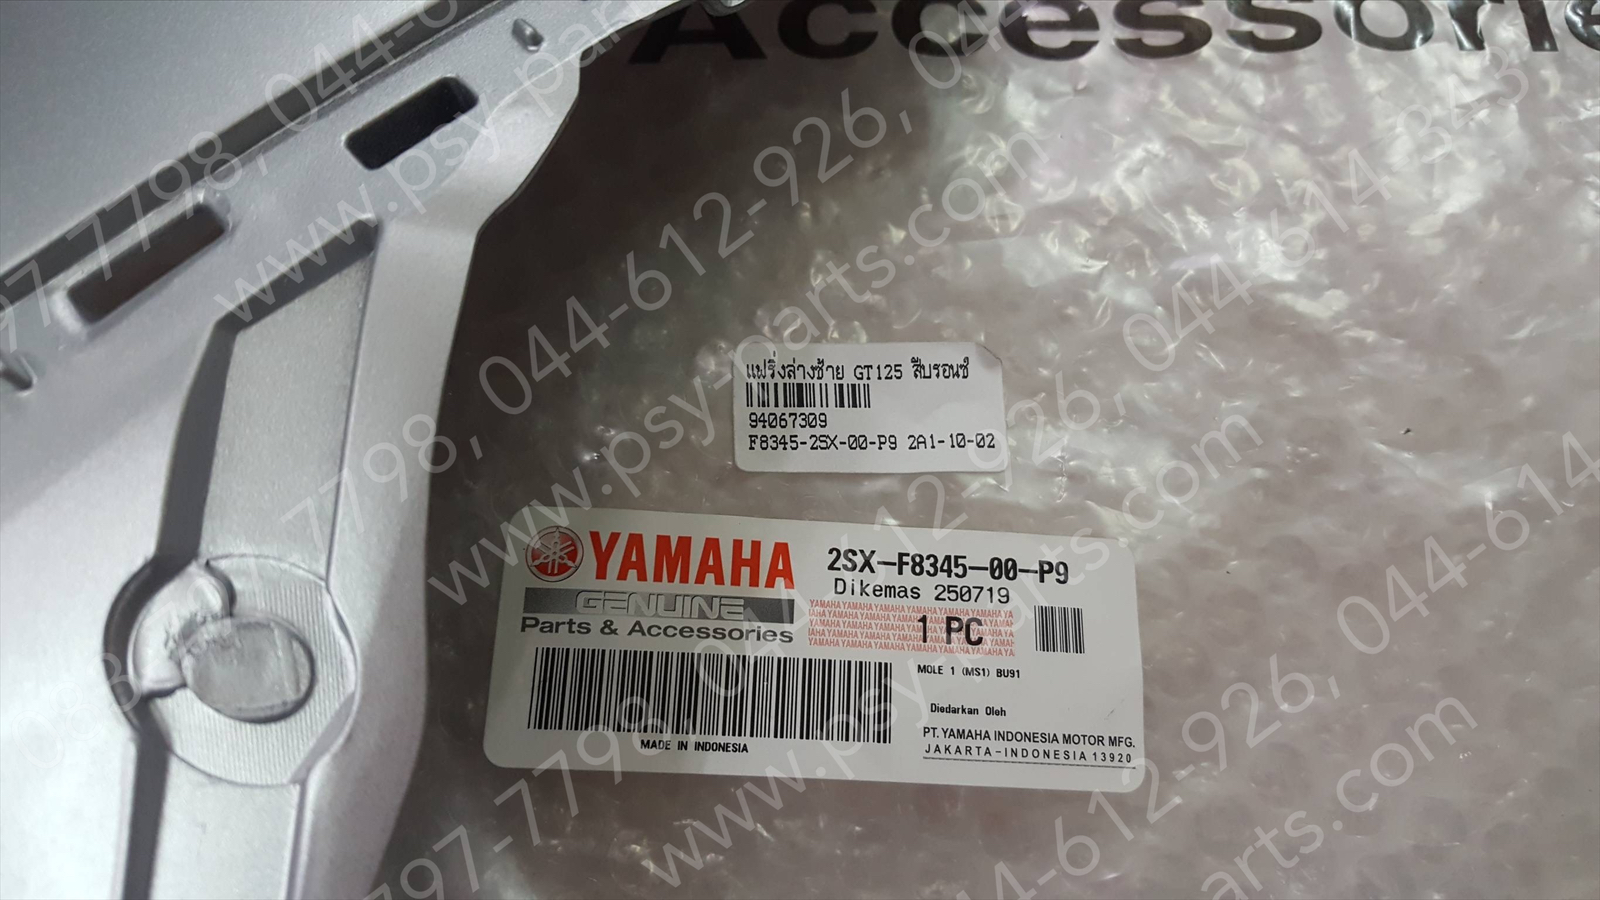 Accessorie
แฟริ่งล่างซ้าย GT125 สีบรอนซ์
94067309
F8345-2SX-00-P9 2A1-10-02
YAMAHA
GENUINE
Parts & Accessories
2SX-F8345-00-P9
Dikemas 250719
1 PC
MOLE 1 (MS1) BU91
MADE IN INDONESIA
Diedarkan Oleh
PT. YAMAHA INDONESIA MOTOR MFG.
JAKARTA-INDONESIA 13920
www.psy-parts.com
044-612-926, 044-614-323